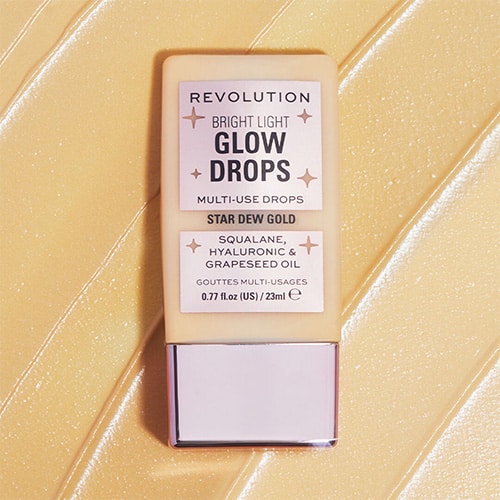 REVOLUTION
BRIGHT LIGHT
GLOW
DROPS
MULTI-USE DROPS
STAR DEW GOLD
SQUALANE,
HYALURONIC &
GRAPESEED OIL
GOUTTES MULTI-USAGES
0.77 fl.oz (US) / 23ml ℮